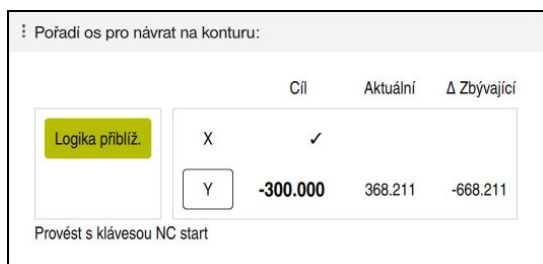 Pořadí os pro návrat na konturu:
Cíl Aktuální Δ Zbývající
Logika přiblíž. X ✓
Y -300.000 368.211 -668.211
Provést s klávesou NC start